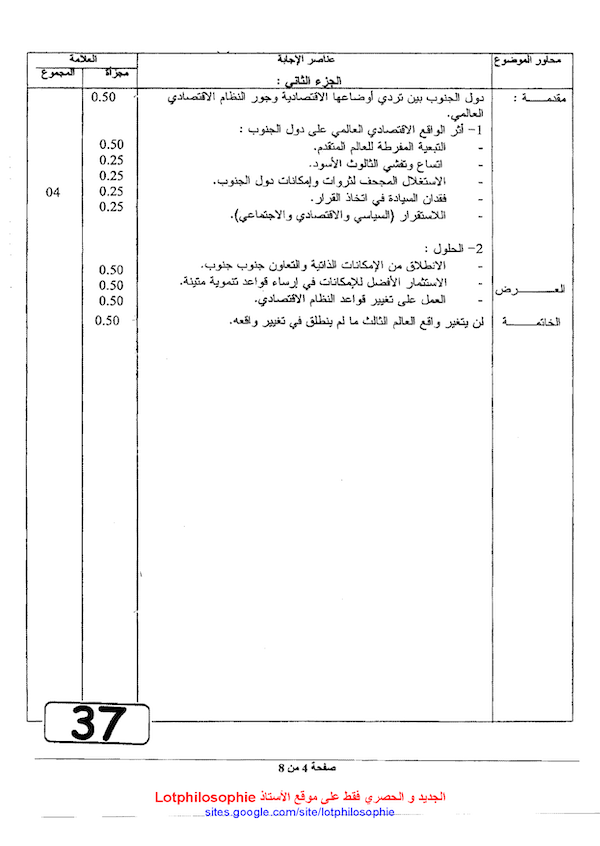 محاور الموضوع عناصر الإجابة العلامة
مجزأة المجموع
الجزء الثاني :
مقدمـــة : دول الجنوب بين تردي أوضاعها الاقتصادية وجور النظام الاقتصادي 0.50
العالمي.
1- أثر الواقع الاقتصادي العالمي على دول الجنوب :
- التبعية المفرطة للعالم المتقدم. 0.50
- اتساع وتفشي الثالوث الأسود. 0.25
- الاستغلال المجحف لثروات وإمكانات دول الجنوب. 0.25
- فقدان السيادة في اتخاذ القرار. 0.25 04
- اللاستقرار (السياسي والاقتصادي والاجتماعي). 0.25
2- الحلول :
- الانطلاق من الإمكانات الذاتية والتعاون جنوب جنوب. 0.50
العـــــرض - الاستثمار الأفضل للإمكانات في إرساء قواعد تنموية متينة. 0.50
- العمل على تغيير قواعد النظام الاقتصادي. 0.50
الخاتمـــة لن يتغير واقع العالم الثالث ما لم ينطلق في تغيير واقعه. 0.50
37
صفحة 4 من 8
الجديد و الحصري فقط على موقع الأستاذ Lotphilosophie
sites.google.com/site/lotphilosophie